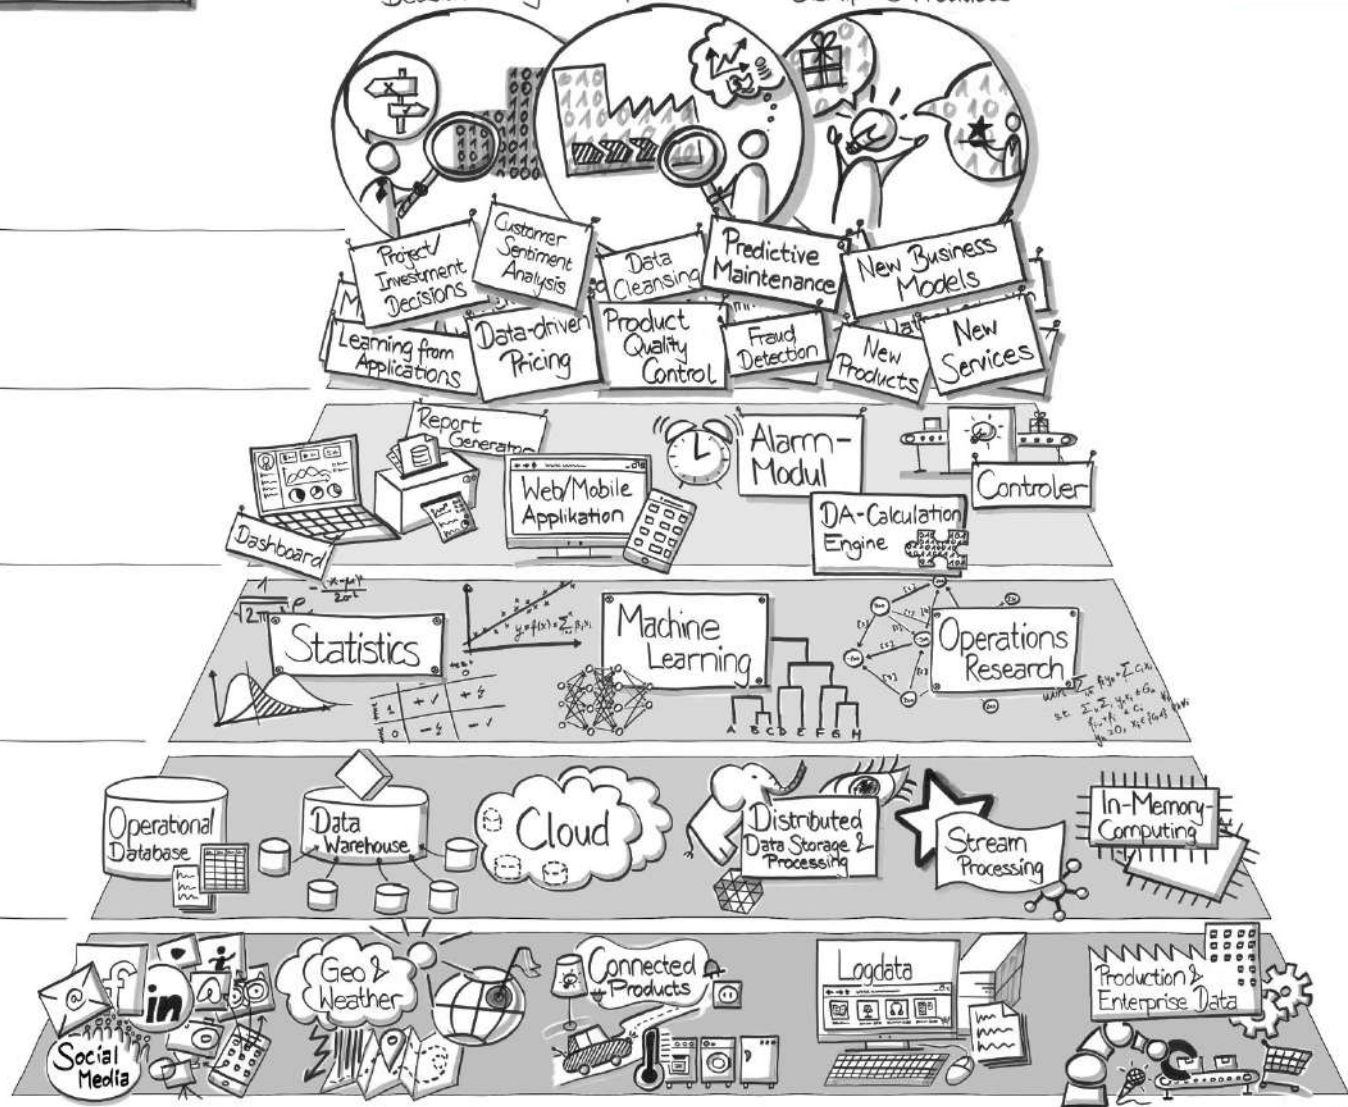 Project/
Investment
Decisions
Customer
Sentiment
Analysis
Data
Cleansing
Predictive
Maintenance
New Business
Models
Learning from
Applications
Data-driven
Pricing
Product
Quality
Control
Fraud
Detection
New
Products
New
Services
Report
Generator
Dashboard
Web/Mobile
Applikation
Alarm-
Modul
DA-Calculation
Engine
Controler
Statistics
Machine
Learning
A B C D E F G H
Operations
Research
Operational
Database
Data
Warehouse
Cloud
Distributed
Data Storage &
Processing
Stream
Processing
In-Memory-
Computing
@
f
in
Social
Media
Geo &
Weather
Connected
Products
Logdata
Production &
Enterprise Data